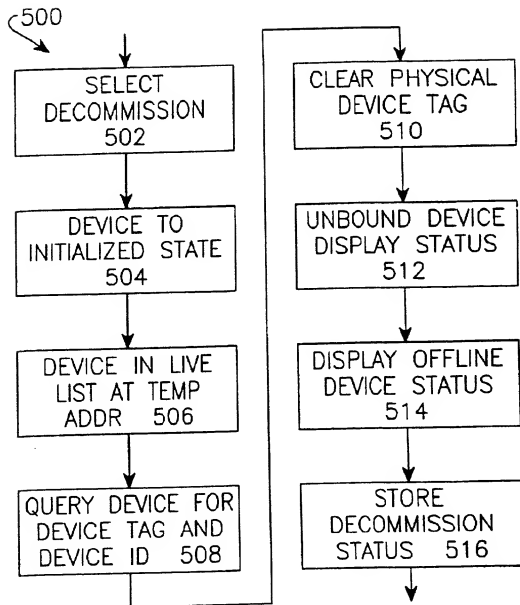 500
SELECT
DECOMMISSION
502
DEVICE TO
INITIALIZED STATE
504
DEVICE IN LIVE
LIST AT TEMP
ADDR 506
QUERY DEVICE FOR
DEVICE TAG AND
DEVICE ID 508
CLEAR PHYSICAL
DEVICE TAG
510
UNBOUND DEVICE
DISPLAY STATUS
512
DISPLAY OFFLINE
DEVICE STATUS
514
STORE
DECOMMISSION
STATUS 516